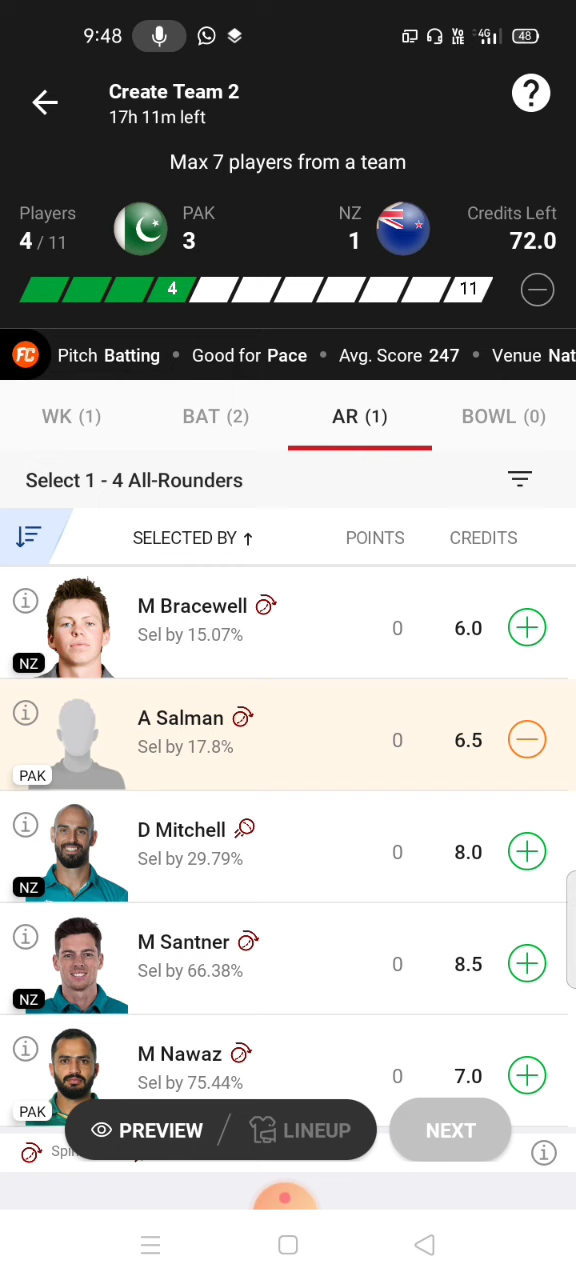 9:48
Vo LTE 4G 48
Create Team 2
17h 11m left
?
Max 7 players from a team
Players PAK NZ Credits Left
4 / 11 3 1 72.0
4 11
FC Pitch Batting • Good for Pace • Avg. Score 247 • Venue Nat
WK (1) BAT (2) AR (1) BOWL (0)
Select 1 - 4 All-Rounders
SELECTED BY ↑ POINTS CREDITS
M Bracewell
Sel by 15.07% 0 6.0
NZ
A Salman
Sel by 17.8% 0 6.5
PAK
D Mitchell
Sel by 29.79% 0 8.0
NZ
M Santner
Sel by 66.38% 0 8.5
NZ
M Nawaz
Sel by 75.44% 0 7.0
PAK
PREVIEW / LINEUP NEXT